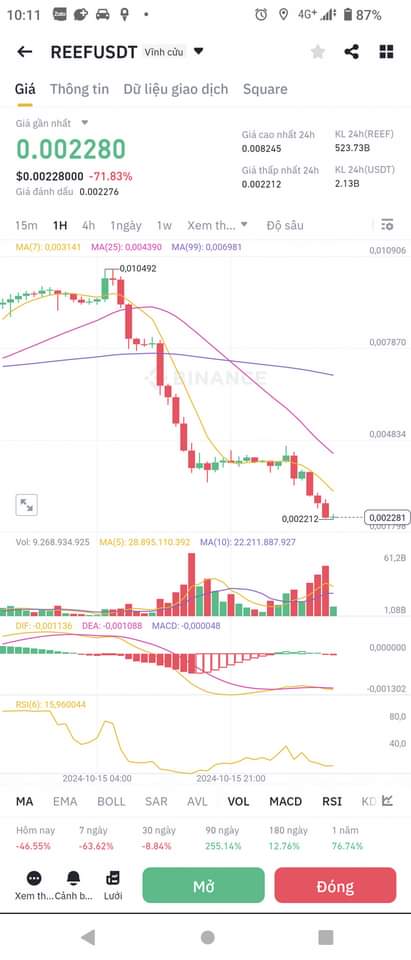 10:11 Zalo 4G+ 87%
REEFUSDT Vĩnh cửu
Giá Thông tin Dữ liệu giao dịch Square
Giá gần nhất
0.002280
$0.00228000 -71.83%
Giá đánh dấu 0.002276
Giá cao nhất 24h KL 24h(REEF)
0.008245 523.73B
Giá thấp nhất 24h KL 24h(USDT)
0.002212 2.13B
15m 1H 4h 1ngày 1w Xem th... Độ sâu
MA(7): 0,003141 MA(25): 0,004390 MA(99): 0,006981
0,010906
0,010492
0,007870
BINANCE
0,004834
0,002212
0,002281
0,001798
Vol: 9.268.934.925 MA(5): 28.895.110.392 MA(10): 22.211.887.927
61,2B
1,08B
DIF: -0,001136 DEA: -0,001088 MACD: -0,000048
0,000000
-0,001302
RSI(6): 15,960044
80,0
40,0
2024-10-15 04:00 2024-10-15 21:00
MA EMA BOLL SAR AVL VOL MACD RSI KD
Hôm nay 7 ngày 30 ngày 90 ngày 180 ngày 1 năm
-46.55% -63.62% -8.84% 255.14% 12.76% 76.74%
Xem th... Cảnh b... Lưới
Mở Đóng